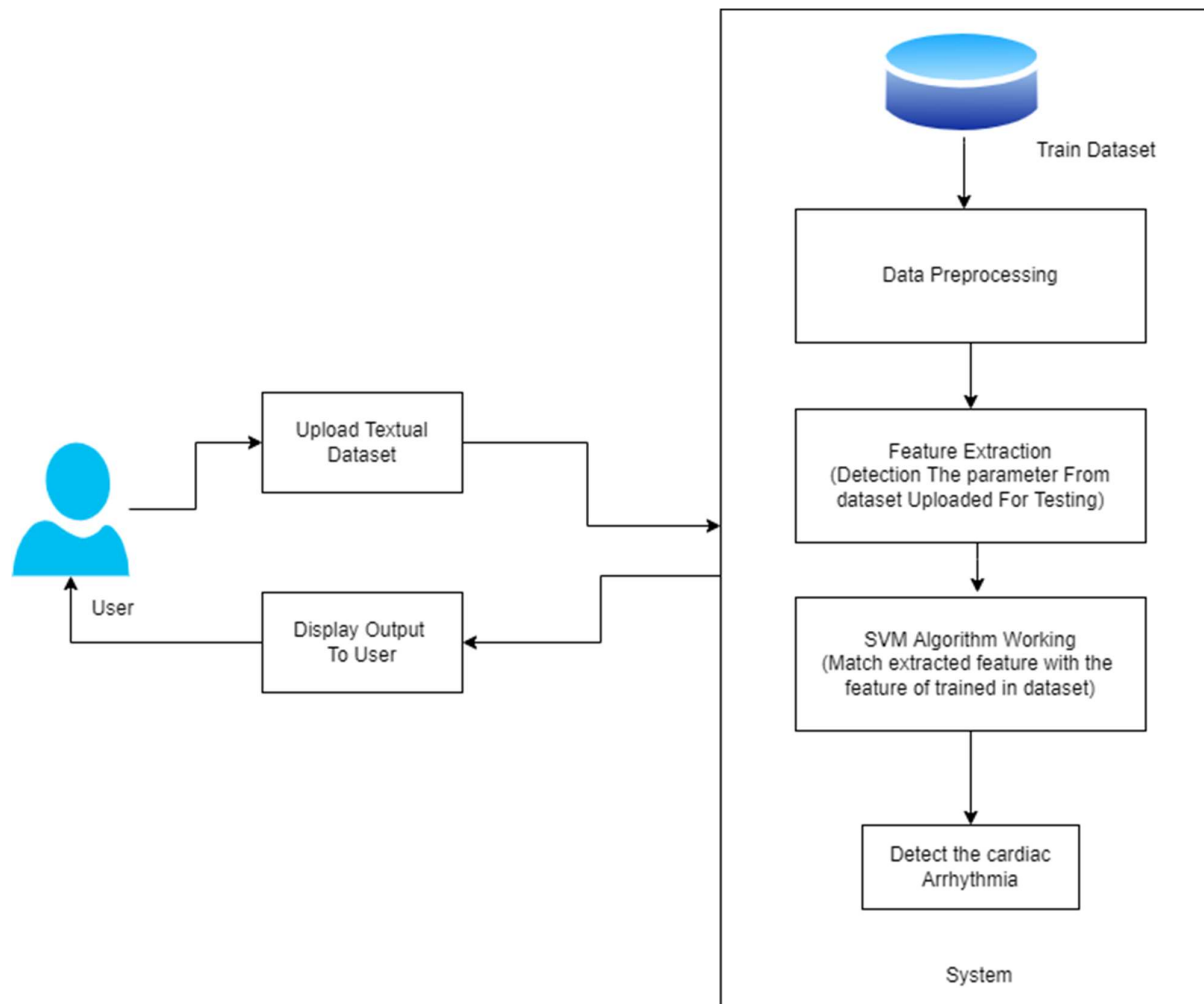 Train Dataset
Data Preprocessing
Upload Textual
Dataset
Feature Extraction
(Detection The parameter From
dataset Uploaded For Testing)
User
Display Output
To User
SVM Algorithm Working
(Match extracted feature with the
feature of trained in dataset)
Detect the cardiac
Arrhythmia
System